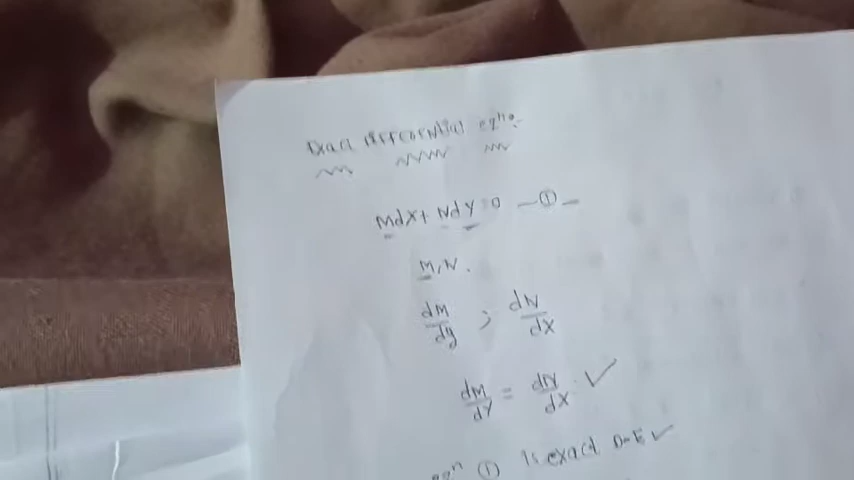 Exact differential eqn:-
Mdx + Ndy = 0 —①—
M, N.
dM/dy ; dN/dx
dM/dy = dN/dx ✓
eqn ① is exact D.E ✓